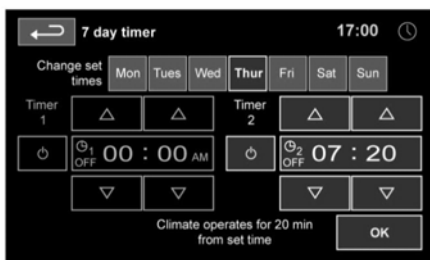 7 day timer 17:00
Change set times Mon Tues Wed Thur Fri Sat Sun
Timer 1
Timer 2
1 OFF 00 : 00 AM
2 OFF 07 : 20
Climate operates for 20 min
from set time
OK